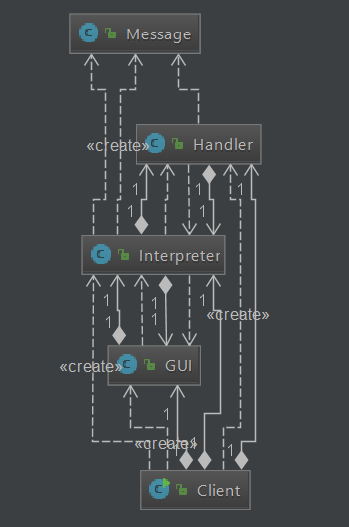 Message
«create»
Handler
1
1
1
1
Interpreter
1
1
1
1
«create»
GUI
«create»
1
«create»
1
1
Client